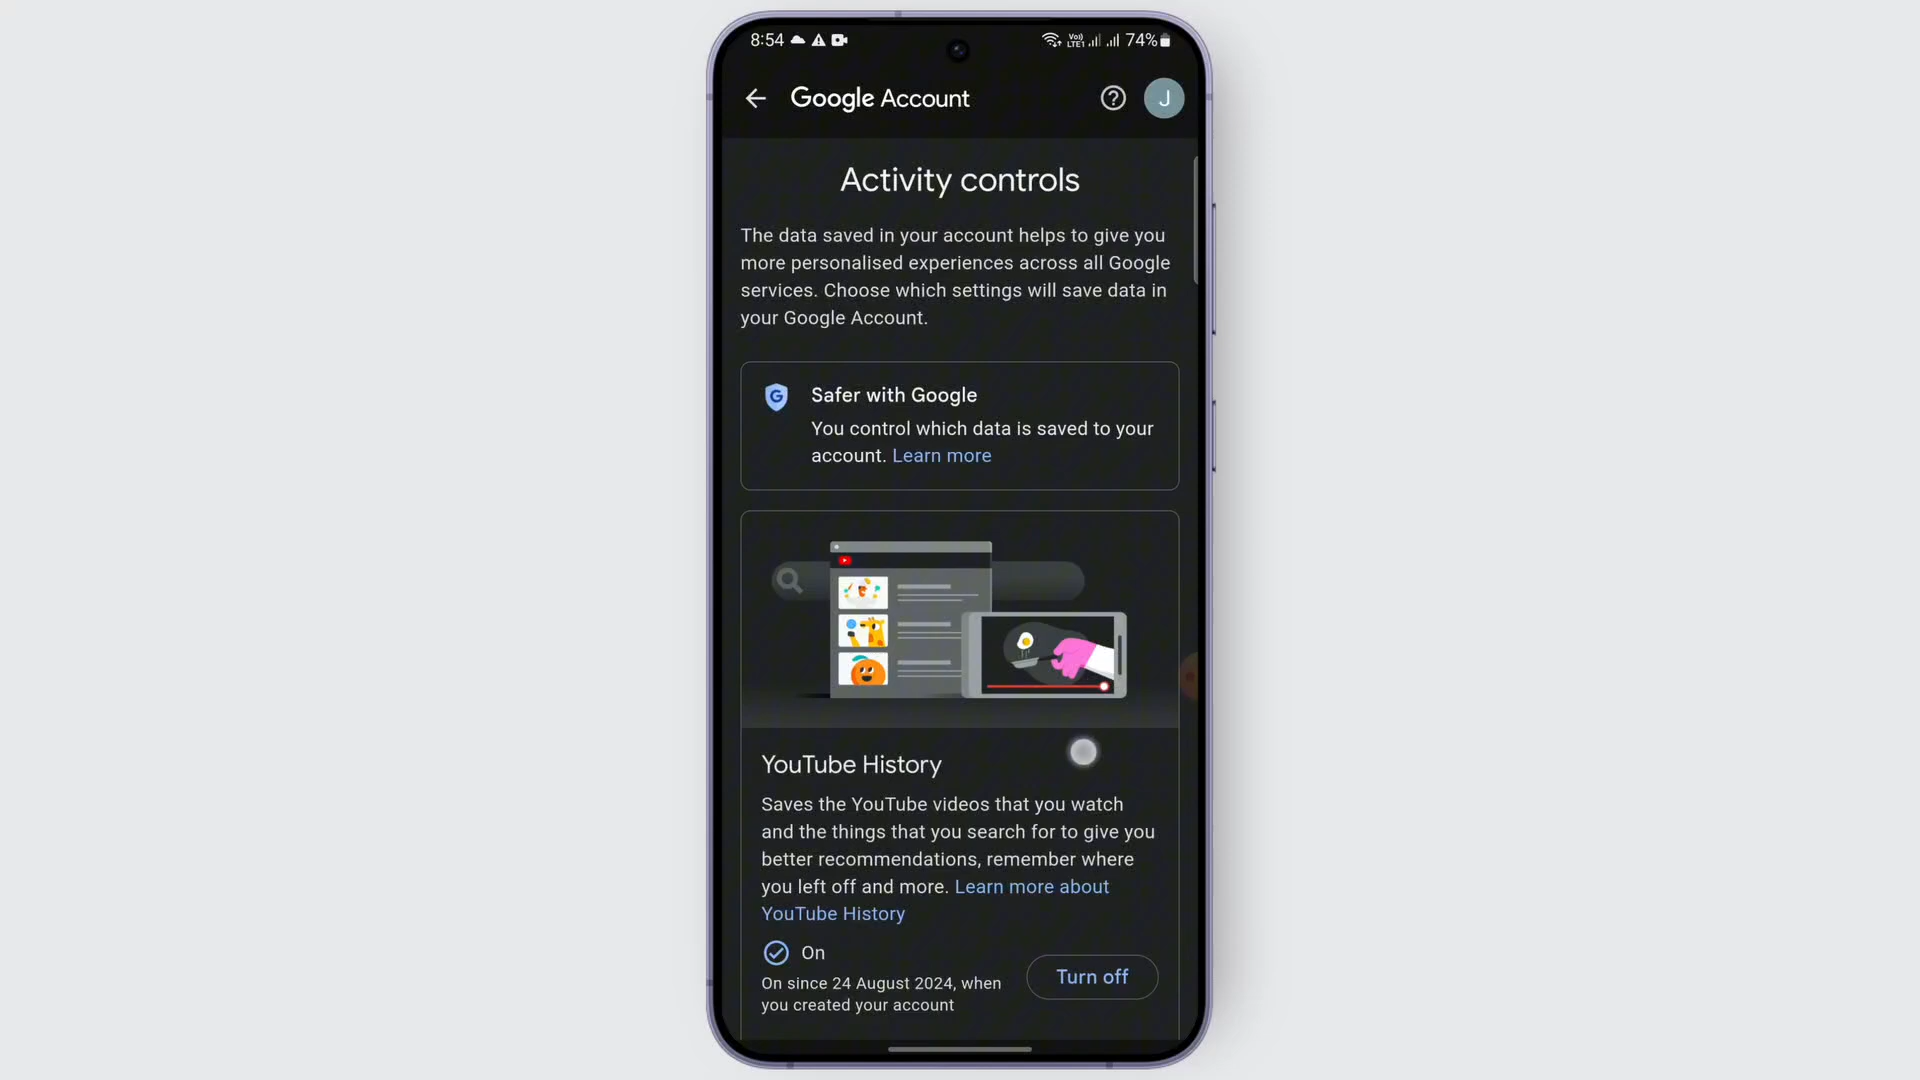 8:54
Vo))
LTE1
74%
Google Account
J
Activity controls
The data saved in your account helps to give you
more personalised experiences across all Google
services. Choose which settings will save data in
your Google Account.
G
Safer with Google
You control which data is saved to your
account. Learn more
YouTube History
Saves the YouTube videos that you watch
and the things that you search for to give you
better recommendations, remember where
you left off and more. Learn more about
YouTube History
On
On since 24 August 2024, when
you created your account
Turn off